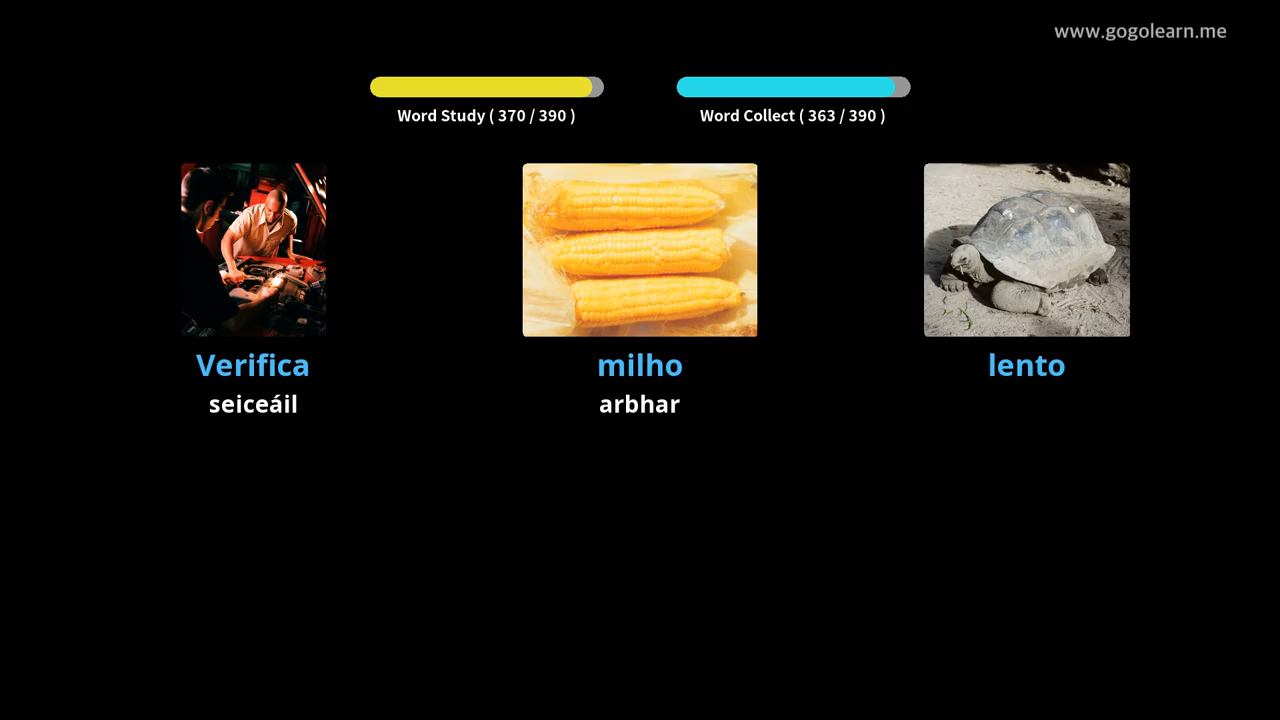 www.gogolearn.me
Word Study ( 370 / 390 )
Word Collect ( 363 / 390 )
Verifica
seiceáil
milho
arbhar
lento